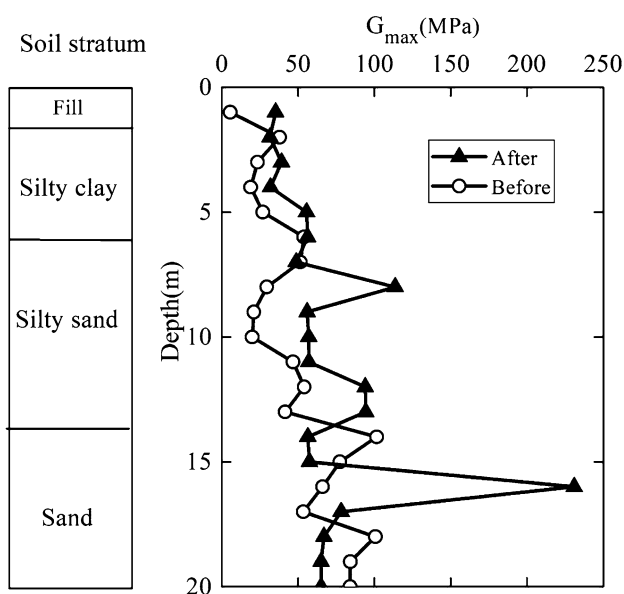 Soil stratum
Fill
Silty clay
Silty sand
Sand
G_max(MPa)
0 50 100 150 200 250
0
5
10
15
20
Depth(m)
After
Before